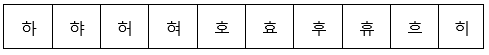 하 햐 허 혀 호 효 후 휴 흐 히